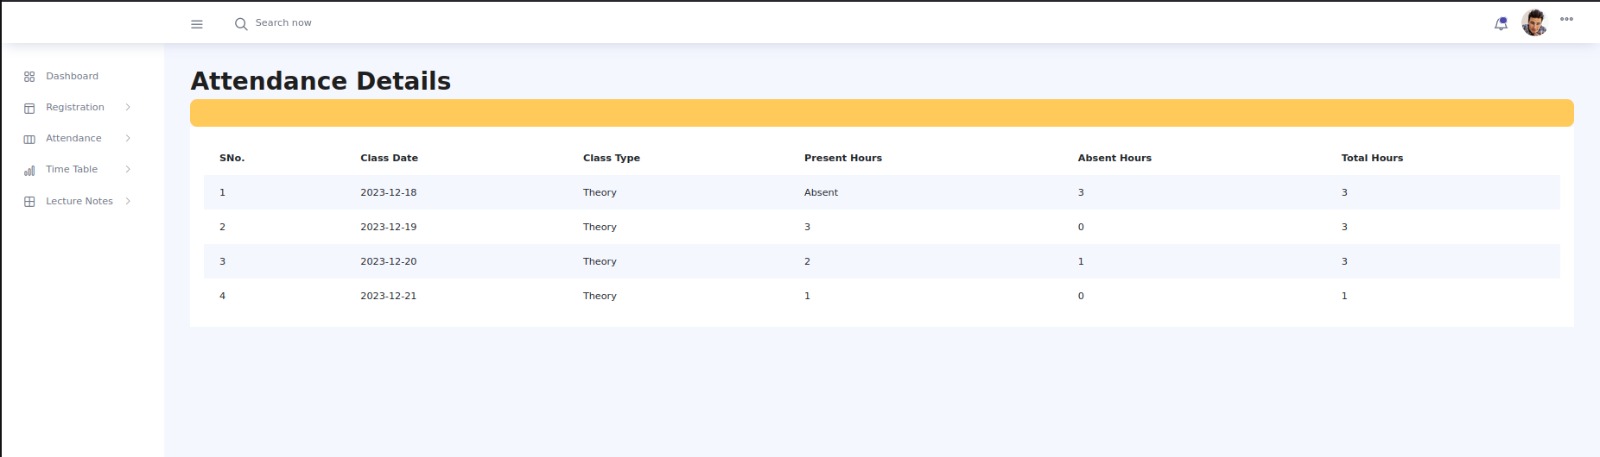 Search now
Dashboard
Registration
Attendance
Time Table
Lecture Notes
Attendance Details
SNo. Class Date Class Type Present Hours Absent Hours Total Hours
1 2023-12-18 Theory Absent 3 3
2 2023-12-19 Theory 3 0 3
3 2023-12-20 Theory 2 1 3
4 2023-12-21 Theory 1 0 1